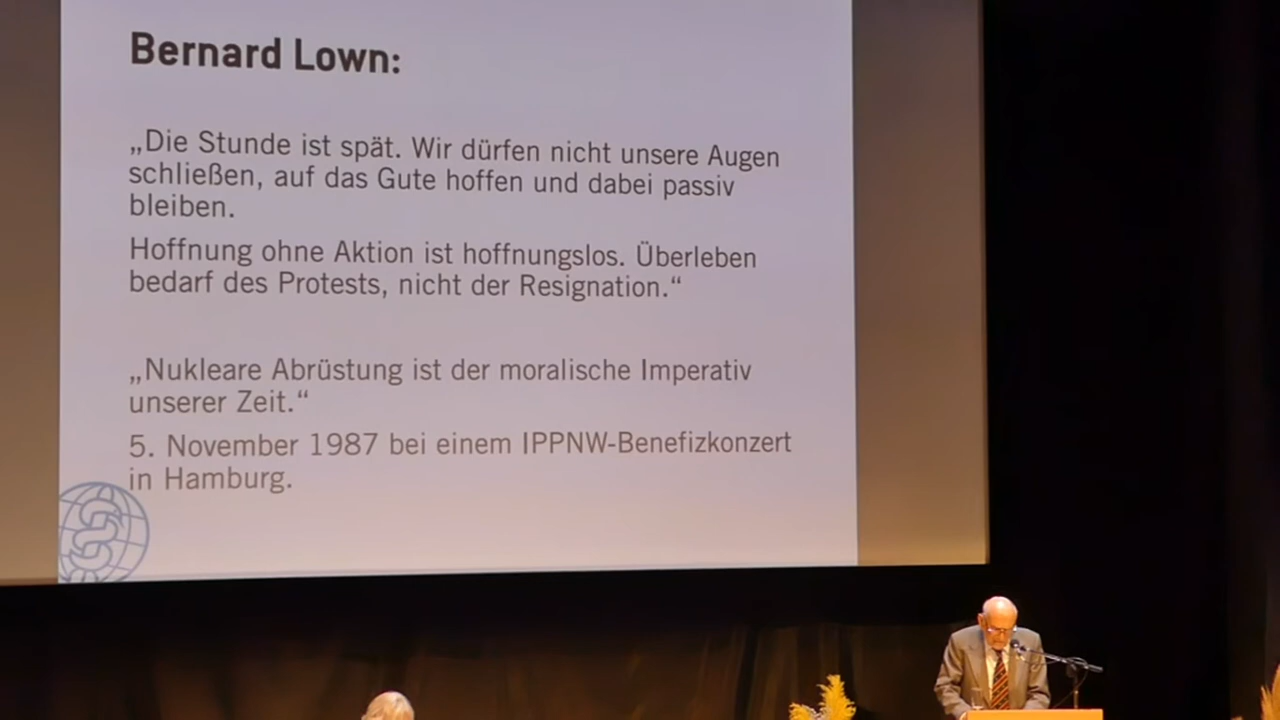 Bernard Lown:
„Die Stunde ist spät. Wir dürfen nicht unsere Augen
schließen, auf das Gute hoffen und dabei passiv
bleiben.
Hoffnung ohne Aktion ist hoffnungslos. Überleben
bedarf des Protests, nicht der Resignation.“
„Nukleare Abrüstung ist der moralische Imperativ
unserer Zeit.“
5. November 1987 bei einem IPPNW-Benefizkonzert
in Hamburg.